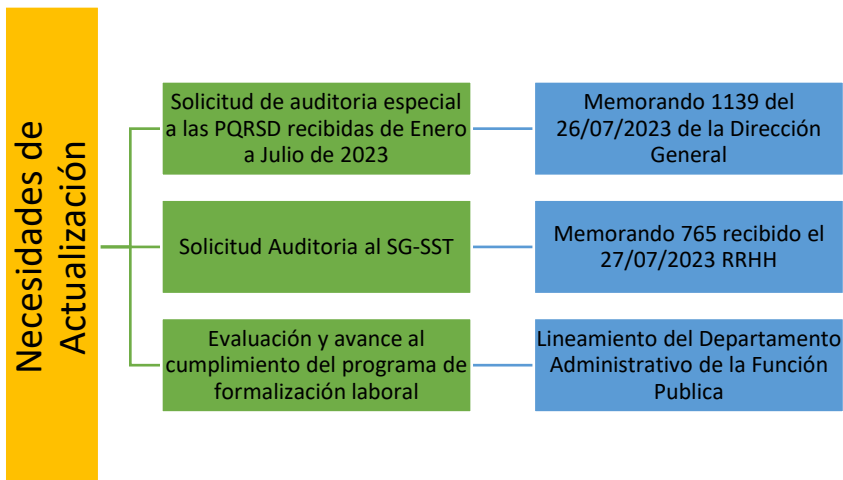 Necesidades de
Actualización
Solicitud de auditoria especial
a las PQRSD recibidas de Enero
a Julio de 2023
Memorando 1139 del
26/07/2023 de la Dirección
General
Solicitud Auditoria al SG-SST
Memorando 765 recibido el
27/07/2023 RRHH
Evaluación y avance al
cumplimiento del programa de
formalización laboral
Lineamiento del Departamento
Administrativo de la Función
Publica